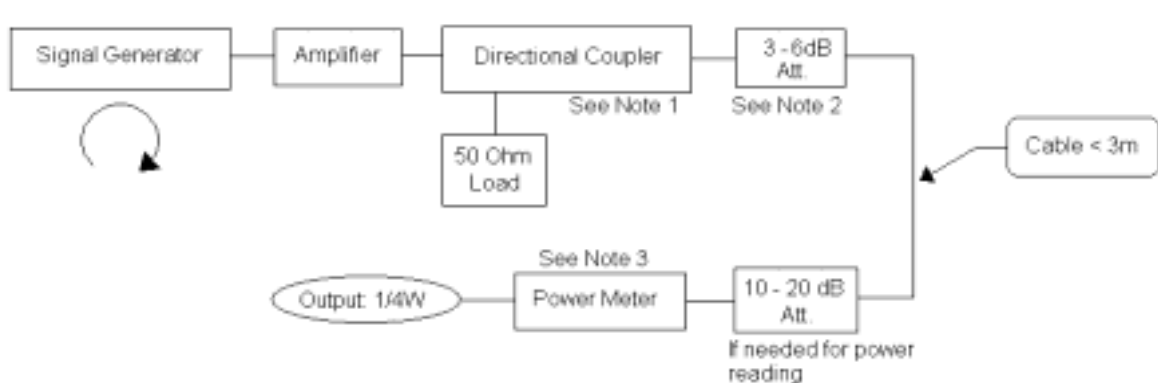 Signal Generator
Amplifier
Directional Coupler
3 - 6dB
Att.
See Note 1
See Note 2
50 Ohm
Load
Cable < 3m
See Note 3
Output: 1/4W
Power Meter
10 - 20 dB
Att.
If needed for power
reading